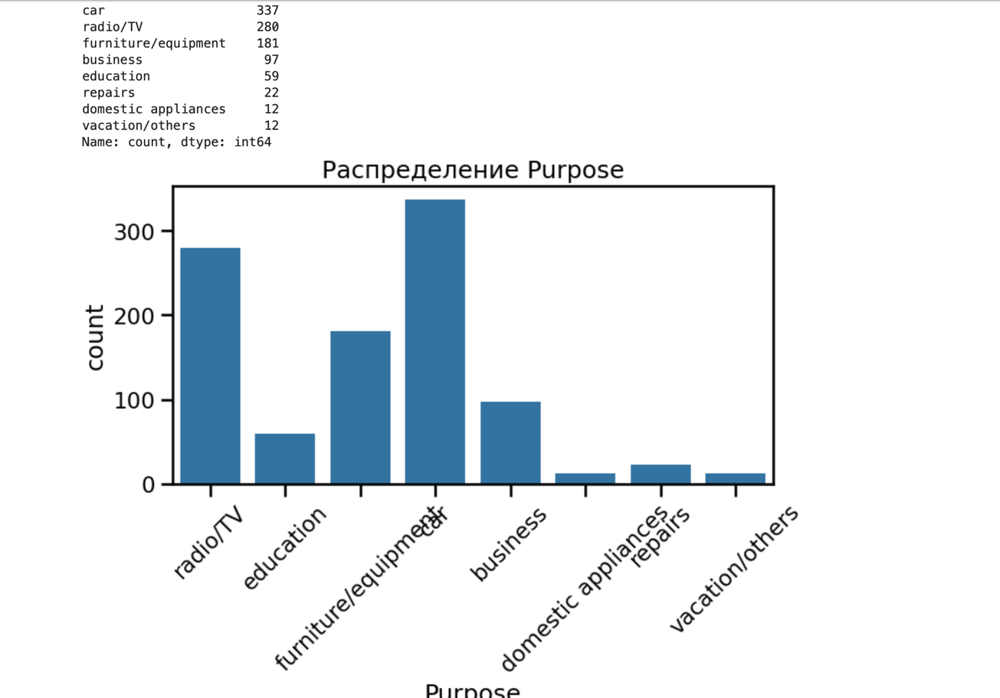 car 337
radio/TV 280
furniture/equipment 181
business 97
education 59
repairs 22
domestic appliances 12
vacation/others 12
Name: count, dtype: int64
Распределение Purpose
300
200
100
0
count
radio/TV
education
furniture/equipment
car
business
domestic appliances
repairs
vacation/others
Purpose